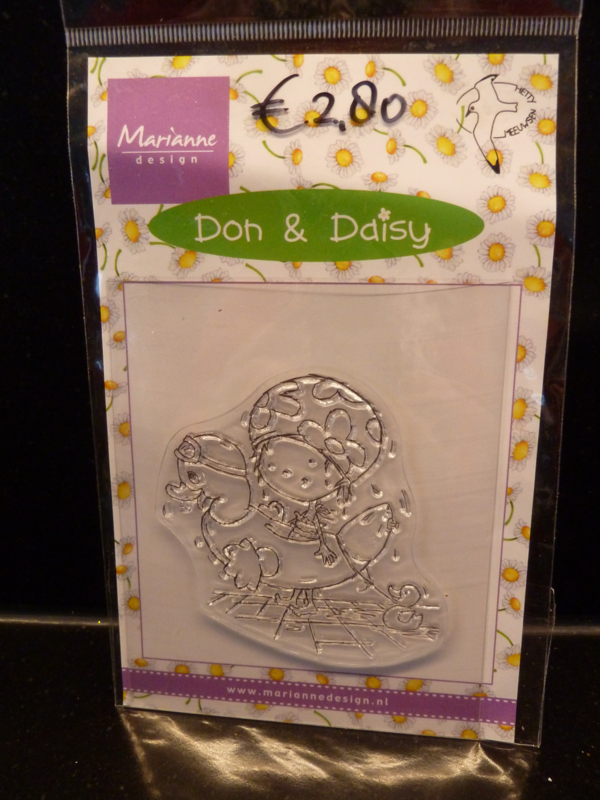 € 2,80
Marianne
design
HETTY
MEEUWSEN
Don & Daisy
www.mariannedesign.nl